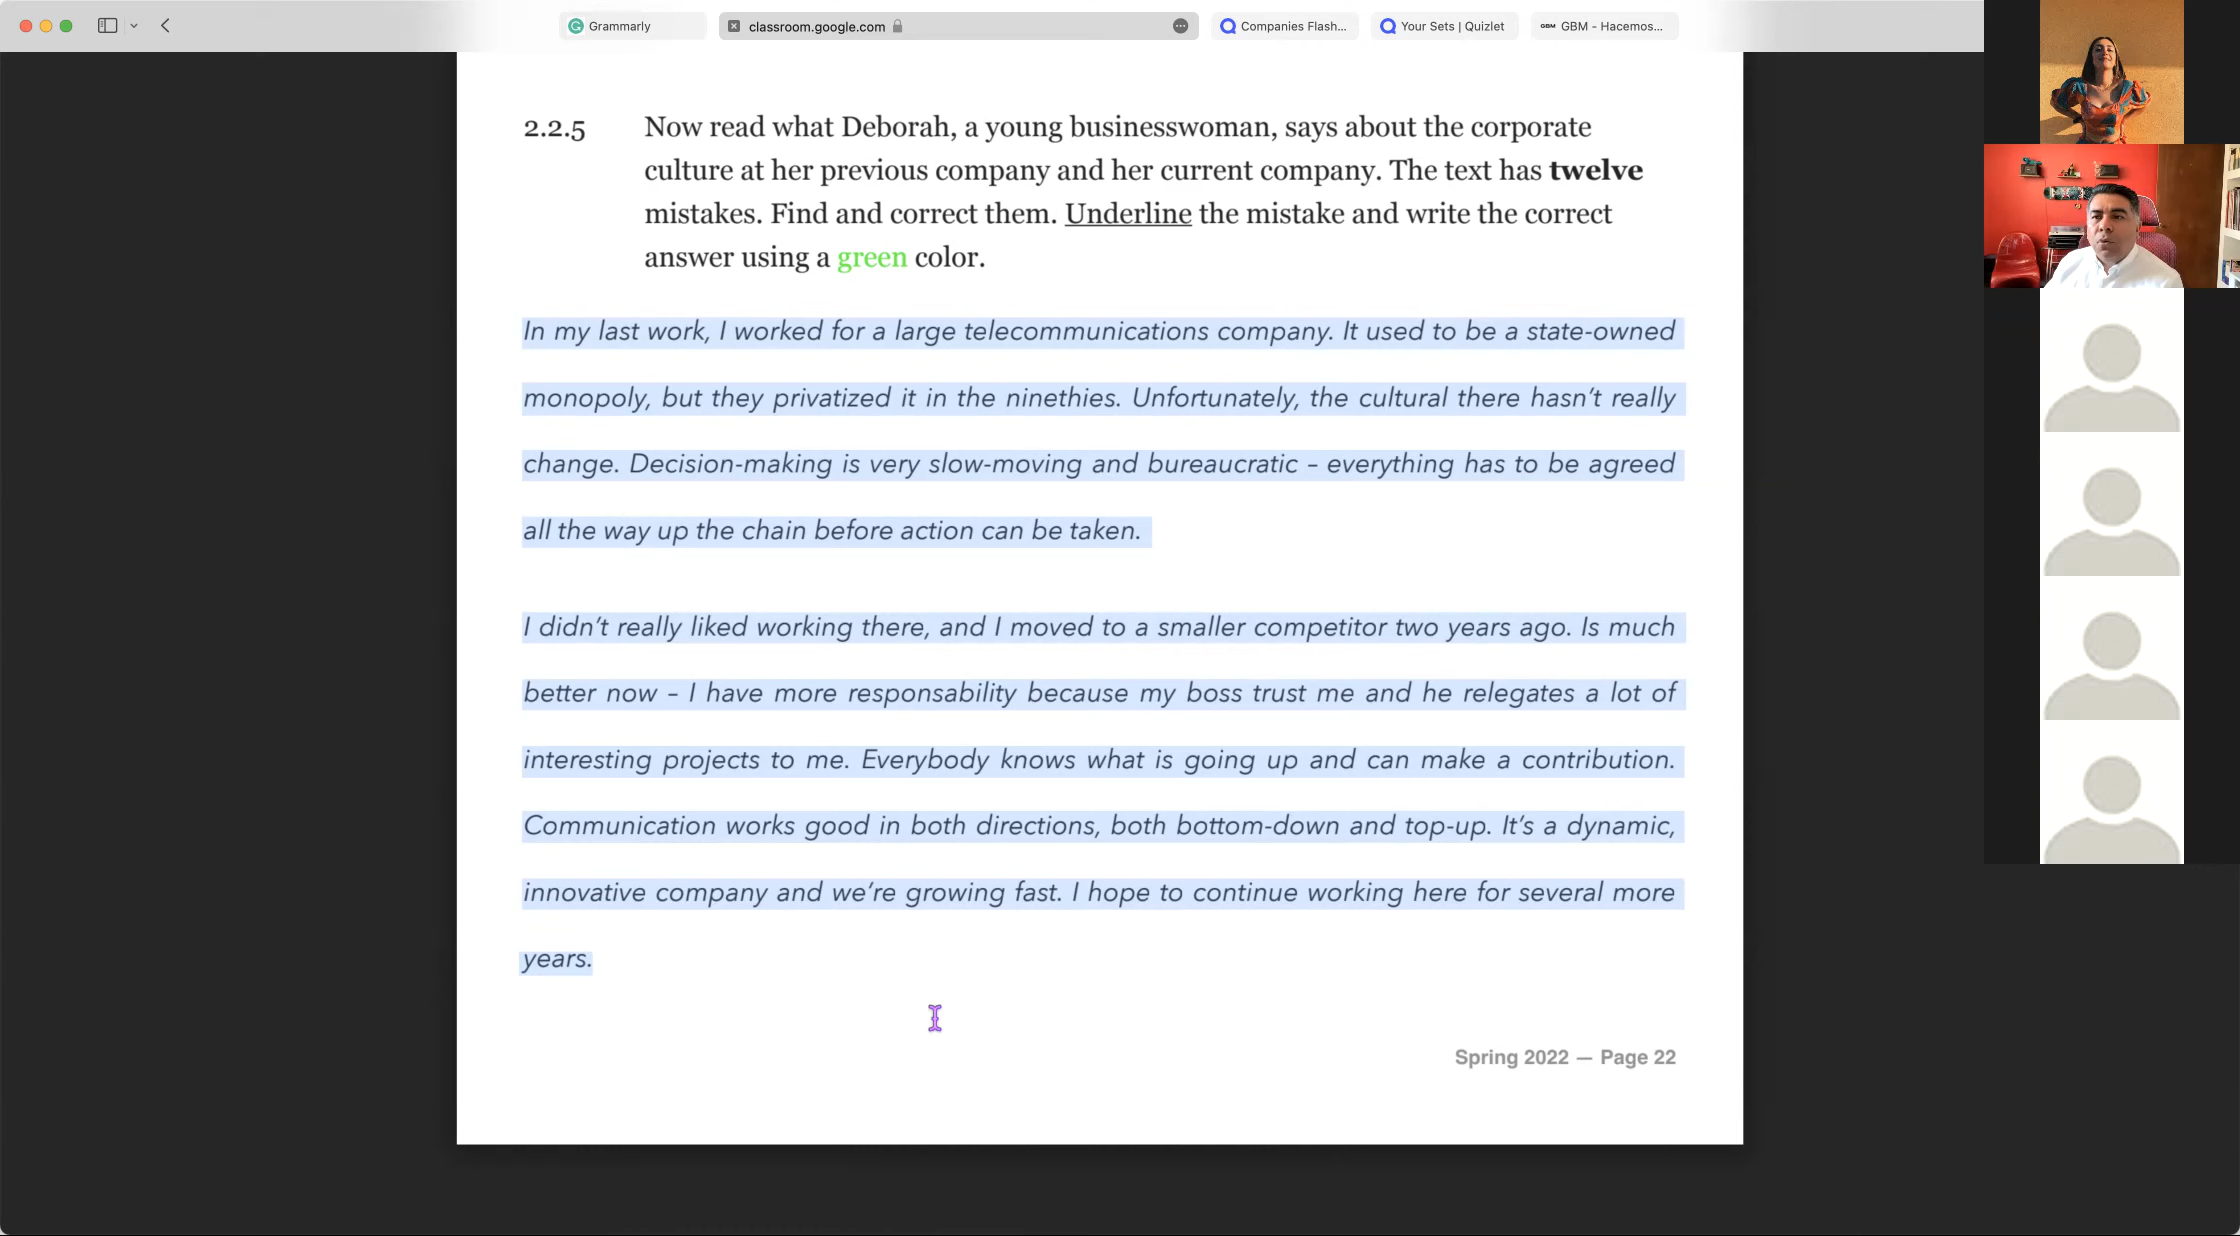 Grammarly
classroom.google.com
Companies Flash...
Your Sets | Quizlet
GBM GBM - Hacemos...
2.2.5 Now read what Deborah, a young businesswoman, says about the corporate
culture at her previous company and her current company. The text has twelve
mistakes. Find and correct them. Underline the mistake and write the correct
answer using a green color.
In my last work, I worked for a large telecommunications company. It used to be a state-owned
monopoly, but they privatized it in the ninethies. Unfortunately, the cultural there hasn't really
change. Decision-making is very slow-moving and bureaucratic – everything has to be agreed
all the way up the chain before action can be taken.
I didn't really liked working there, and I moved to a smaller competitor two years ago. Is much
better now – I have more responsability because my boss trust me and he relegates a lot of
interesting projects to me. Everybody knows what is going up and can make a contribution.
Communication works good in both directions, both bottom-down and top-up. It's a dynamic,
innovative company and we're growing fast. I hope to continue working here for several more
years.
Spring 2022 — Page 22